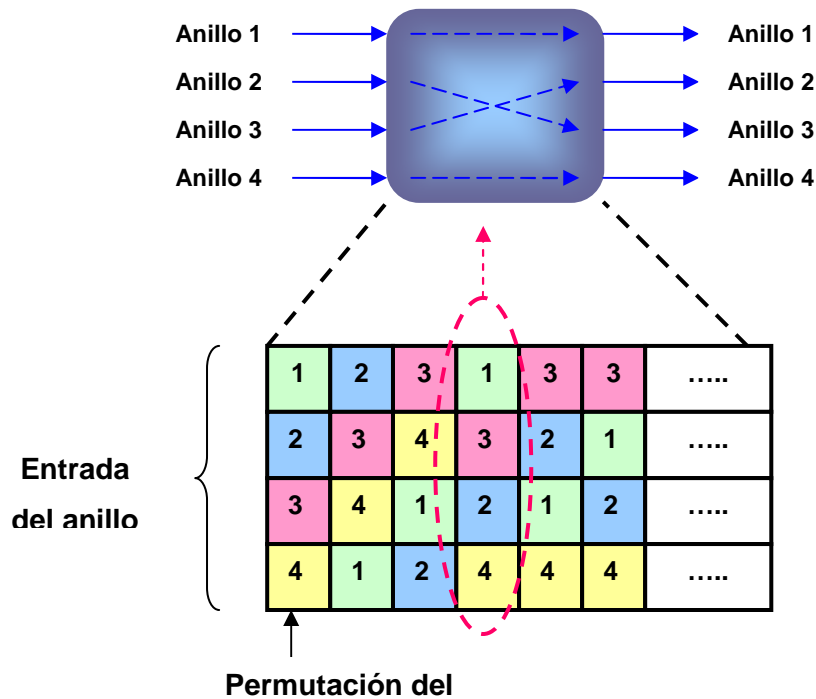 Anillo 1 Anillo 1
Anillo 2 Anillo 2
Anillo 3 Anillo 3
Anillo 4 Anillo 4
1 2 3 1 3 3 …..
2 3 4 3 2 1 …..
Entrada
3 4 1 2 1 2 …..
del anillo
4 1 2 4 4 4 …..
Permutación del